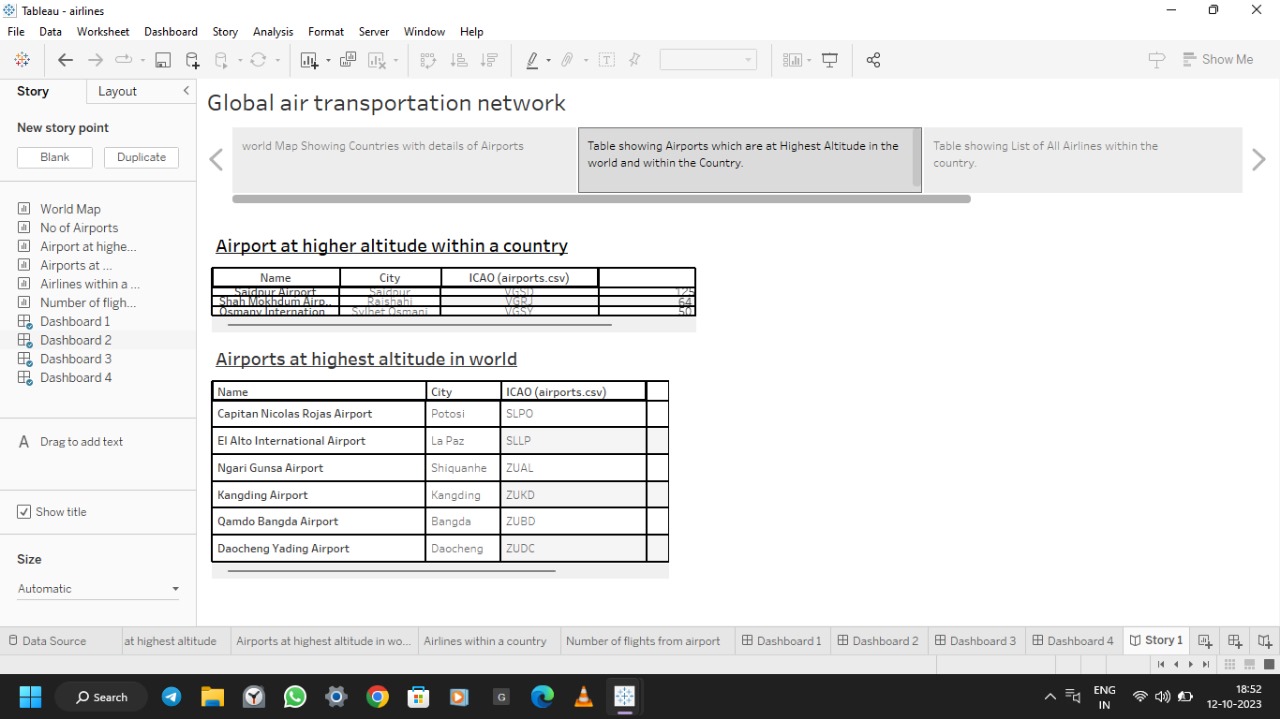 Tableau - airlines
File Data Worksheet Dashboard Story Analysis Format Server Window Help
Show Me
Story Layout
New story point
Blank Duplicate
World Map
No of Airports
Airport at highe...
Airports at ...
Airlines within a ...
Number of fligh...
Dashboard 1
Dashboard 2
Dashboard 3
Dashboard 4
A Drag to add text
Show title
Size
Automatic
Global air transportation network
world Map Showing Countries with details of Airports
Table showing Airports which are at Highest Altitude in the
world and within the Country.
Table showing List of All Airlines within the
country.
Airport at higher altitude within a country
Name City ICAO (airports.csv)
Saidpur Airport Saidpur VGSD 125
Shah Mokhdum Airp.. Rajshahi VGRJ 64
Osmany Internation.. Sylhet Osmani VGSY 50
Airports at highest altitude in world
Name City ICAO (airports.csv)
Capitan Nicolas Rojas Airport Potosi SLPO
El Alto International Airport La Paz SLLP
Ngari Gunsa Airport Shiquanhe ZUAL
Kangding Airport Kangding ZUKD
Qamdo Bangda Airport Bangda ZUBD
Daocheng Yading Airport Daocheng ZUDC
Data Source at highest altitude Airports at highest altitude in wo... Airlines within a country Number of flights from airport Dashboard 1 Dashboard 2 Dashboard 3 Dashboard 4 Story 1
Search
G
ENG
IN
18:52
12-10-2023